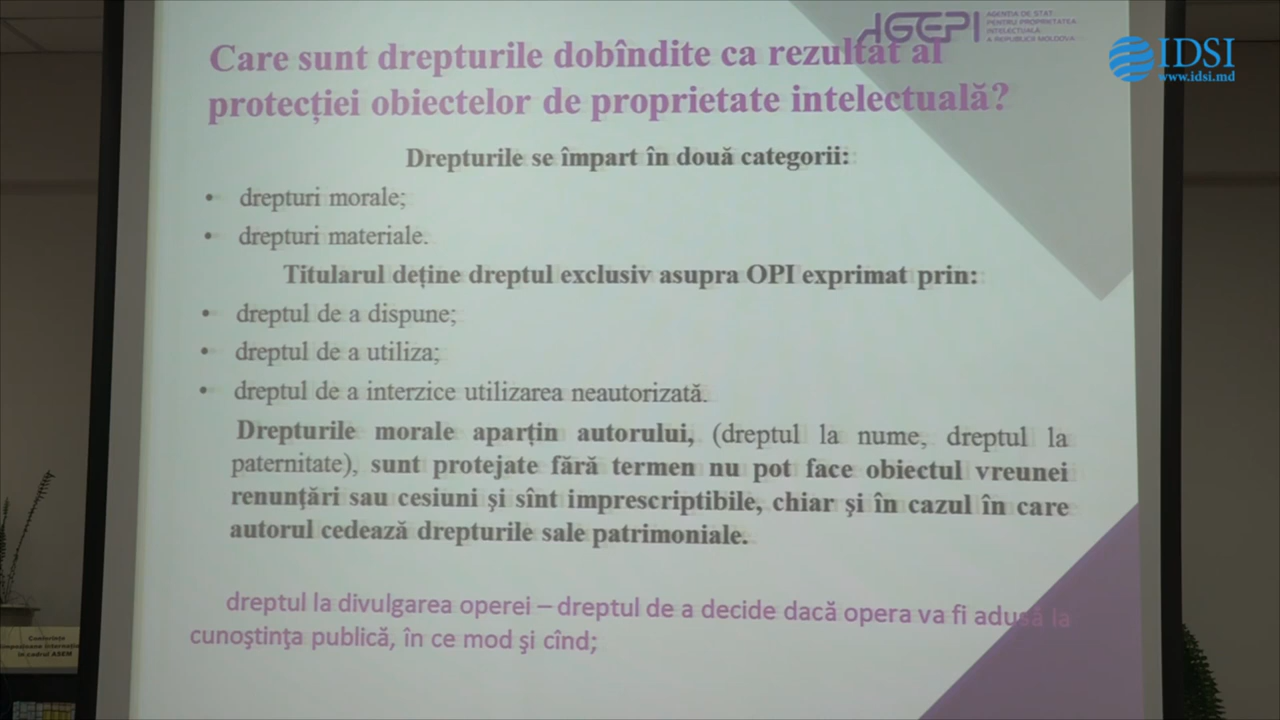 AGEPI
AGENȚIA DE STAT
PENTRU PROPRIETATEA
INTELECTUALĂ
A REPUBLICII MOLDOVA
IDSI
www.idsi.md
Care sunt drepturile dobîndite ca rezultat al
protecției obiectelor de proprietate intelectuală?
Drepturile se împart în două categorii:
• drepturi morale;
• drepturi materiale.
Titularul deține dreptul exclusiv asupra OPI exprimat prin:
• dreptul de a dispune;
• dreptul de a utiliza;
• dreptul de a interzice utilizarea neautorizată.
Drepturile morale aparțin autorului, (dreptul la nume, dreptul la
paternitate), sunt protejate fără termen nu pot face obiectul vreunei
renunțări sau cesiuni și sînt imprescriptibile, chiar și în cazul în care
autorul cedează drepturile sale patrimoniale.
dreptul la divulgarea operei – dreptul de a decide dacă opera va fi adusă la
cunoștința publică, în ce mod și cînd;
în cadrul ASEM